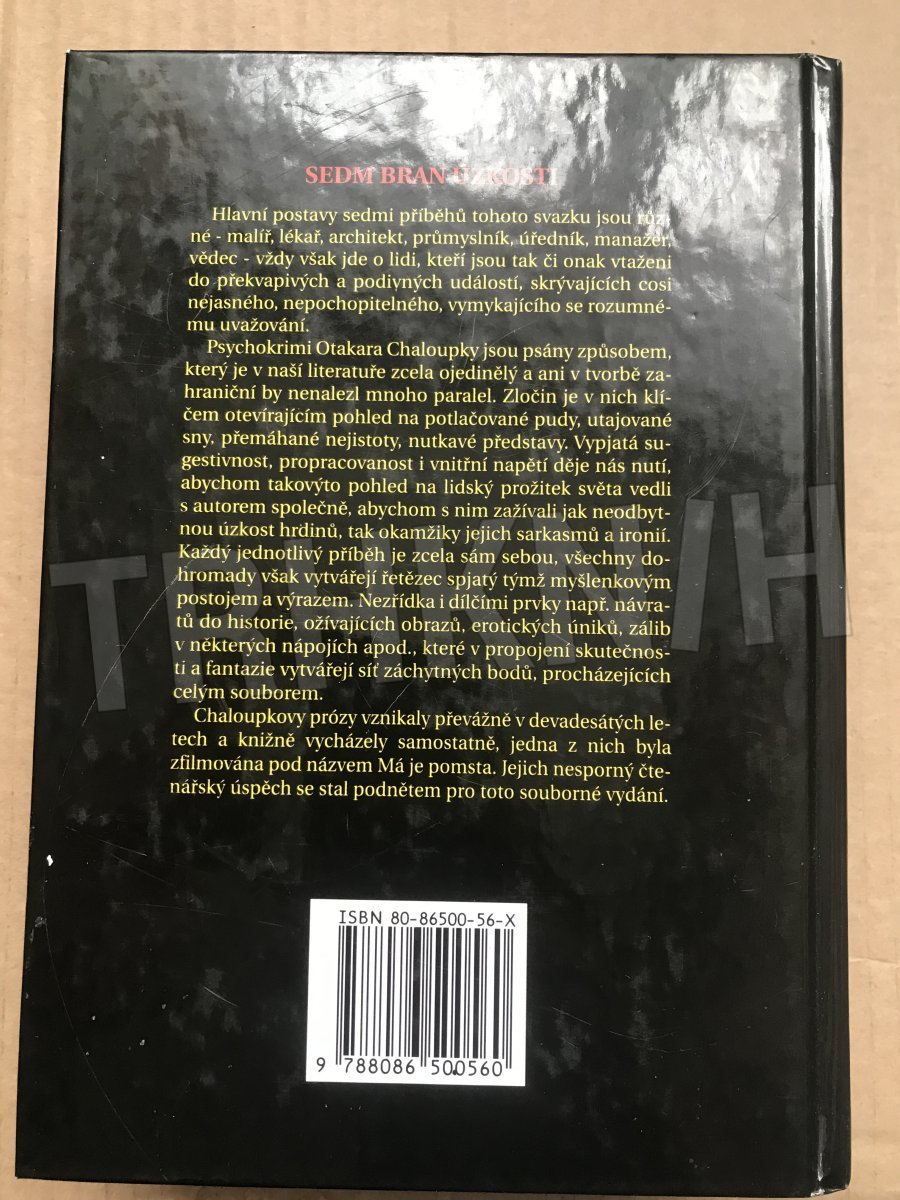 SEDM BRAN ÚZKOSTI
Hlavní postavy sedmi příběhů tohoto svazku jsou růz-
né - malíř, lékař, architekt, průmyslník, úředník, manažer,
vědec - vždy však jde o lidi, kteří jsou tak či onak vtaženi
do překvapivých a podivných událostí, skrývajících cosi
nejasného, nepochopitelného, vymykajícího se rozumné-
mu uvažování.
Psychokrimi Otakara Chaloupky jsou psány způsobem,
který je v naší literatuře zcela ojedinělý a ani v tvorbě za-
hraniční by nenalezl mnoho paralel. Zločin je v nich klí-
čem otevírajícím pohled na potlačované pudy, utajované
sny, přemáhané nejistoty, nutkavé představy. Vypjatá su-
gestivnost, propracovanost i vnitřní napětí děje nás nutí,
abychom takovýto pohled na lidský prožitek světa vedli
s autorem společně, abychom s ním zažívali jak neodbyt-
nou úzkost hrdinů, tak okamžiky jejich sarkasmů a ironií.
Každý jednotlivý příběh je zcela sám sebou, všechny do-
hromady však vytvářejí řetězec spjatý týmž myšlenkovým
postojem a výrazem. Nezřídka i dílčími prvky např. návra-
tů do historie, ožívajících obrazů, erotických úniků, zálib
v některých nápojích apod., které v propojení skutečnos-
ti a fantazie vytvářejí síť záchytných bodů, procházejících
celým souborem.
Chaloupkovy prózy vznikaly převážně v devadesátých le-
tech a knižně vycházely samostatně, jedna z nich byla
zfilmována pod názvem Má je pomsta. Jejich nesporný čte-
nářský úspěch se stal podnětem pro toto souborné vydání.
ISBN 80-86500-56-X
9 788086 500560